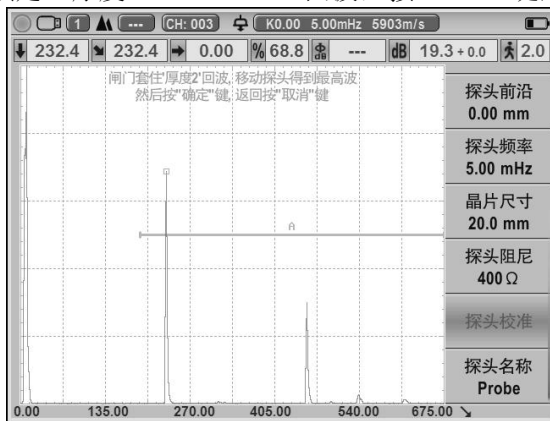 1 --- CH: 003 K0.00 5.00mHz 5903m/s
232.4 232.4 0.00 % 68.8 --- dB 19.3 + 0.0 2.0
闸门套住'厚度2'回波, 移动探头得到最高波
然后按"确定"键, 返回按"取消"键
A
探头前沿
0.00 mm
探头频率
5.00 mHz
晶片尺寸
20.0 mm
探头阻尼
400 Ω
探头校准
探头名称
Probe
0.00 135.00 270.00 405.00 540.00 675.00